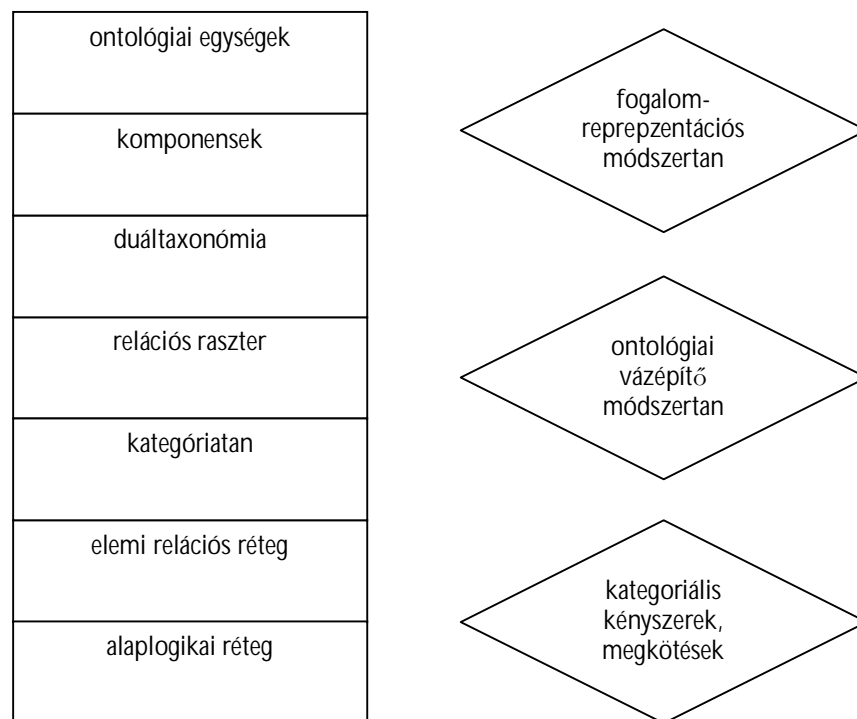 ontológiai egységek
komponensek
duáltaxonómia
relációs raszter
kategóriatan
elemi relációs réteg
alaplogikai réteg
fogalom-
reprepzentációs
módszertan
ontológiai
vázépítő
módszertan
kategoriális
kényszerek,
megkötések